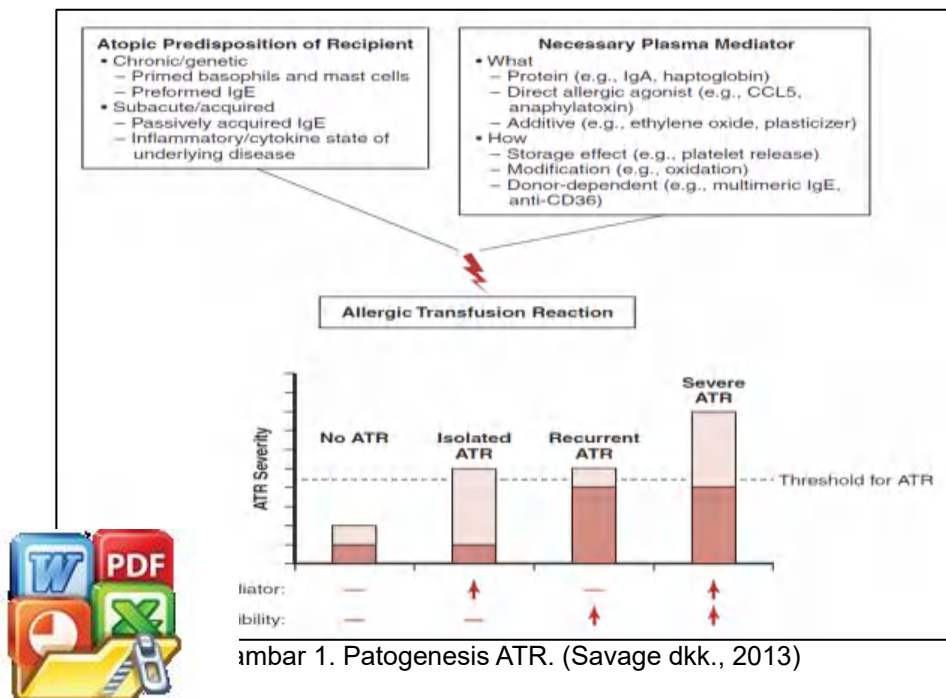 Atopic Predisposition of Recipient
• Chronic/genetic
– Primed basophils and mast cells
– Preformed IgE
• Subacute/acquired
– Passively acquired IgE
– Inflammatory/cytokine state of
underlying disease
Necessary Plasma Mediator
• What
– Protein (e.g., IgA, haptoglobin)
– Direct allergic agonist (e.g., CCL5,
anaphylatoxin)
– Additive (e.g., ethylene oxide, plasticizer)
• How
– Storage effect (e.g., platelet release)
– Modification (e.g., oxidation)
– Donor-dependent (e.g., multimeric IgE,
anti-CD36)
Allergic Transfusion Reaction
ATR Severity
No ATR
Isolated
ATR
Recurrent
ATR
Severe
ATR
Threshold for ATR
diator: — ↑ — ↑
ibility: — — ↑ ↑
W PDF
X
ambar 1. Patogenesis ATR. (Savage dkk., 2013)